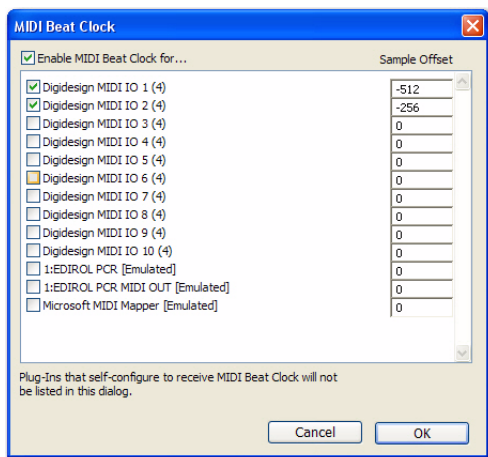 MIDI Beat Clock
Enable MIDI Beat Clock for... Sample Offset
Digidesign MIDI IO 1 (4) -512
Digidesign MIDI IO 2 (4) -256
Digidesign MIDI IO 3 (4) 0
Digidesign MIDI IO 4 (4) 0
Digidesign MIDI IO 5 (4) 0
Digidesign MIDI IO 6 (4) 0
Digidesign MIDI IO 7 (4) 0
Digidesign MIDI IO 8 (4) 0
Digidesign MIDI IO 9 (4) 0
Digidesign MIDI IO 10 (4) 0
1:EDIROL PCR [Emulated] 0
1:EDIROL PCR MIDI OUT [Emulated] 0
Microsoft MIDI Mapper [Emulated] 0
Plug-Ins that self-configure to receive MIDI Beat Clock will not
be listed in this dialog.
Cancel OK